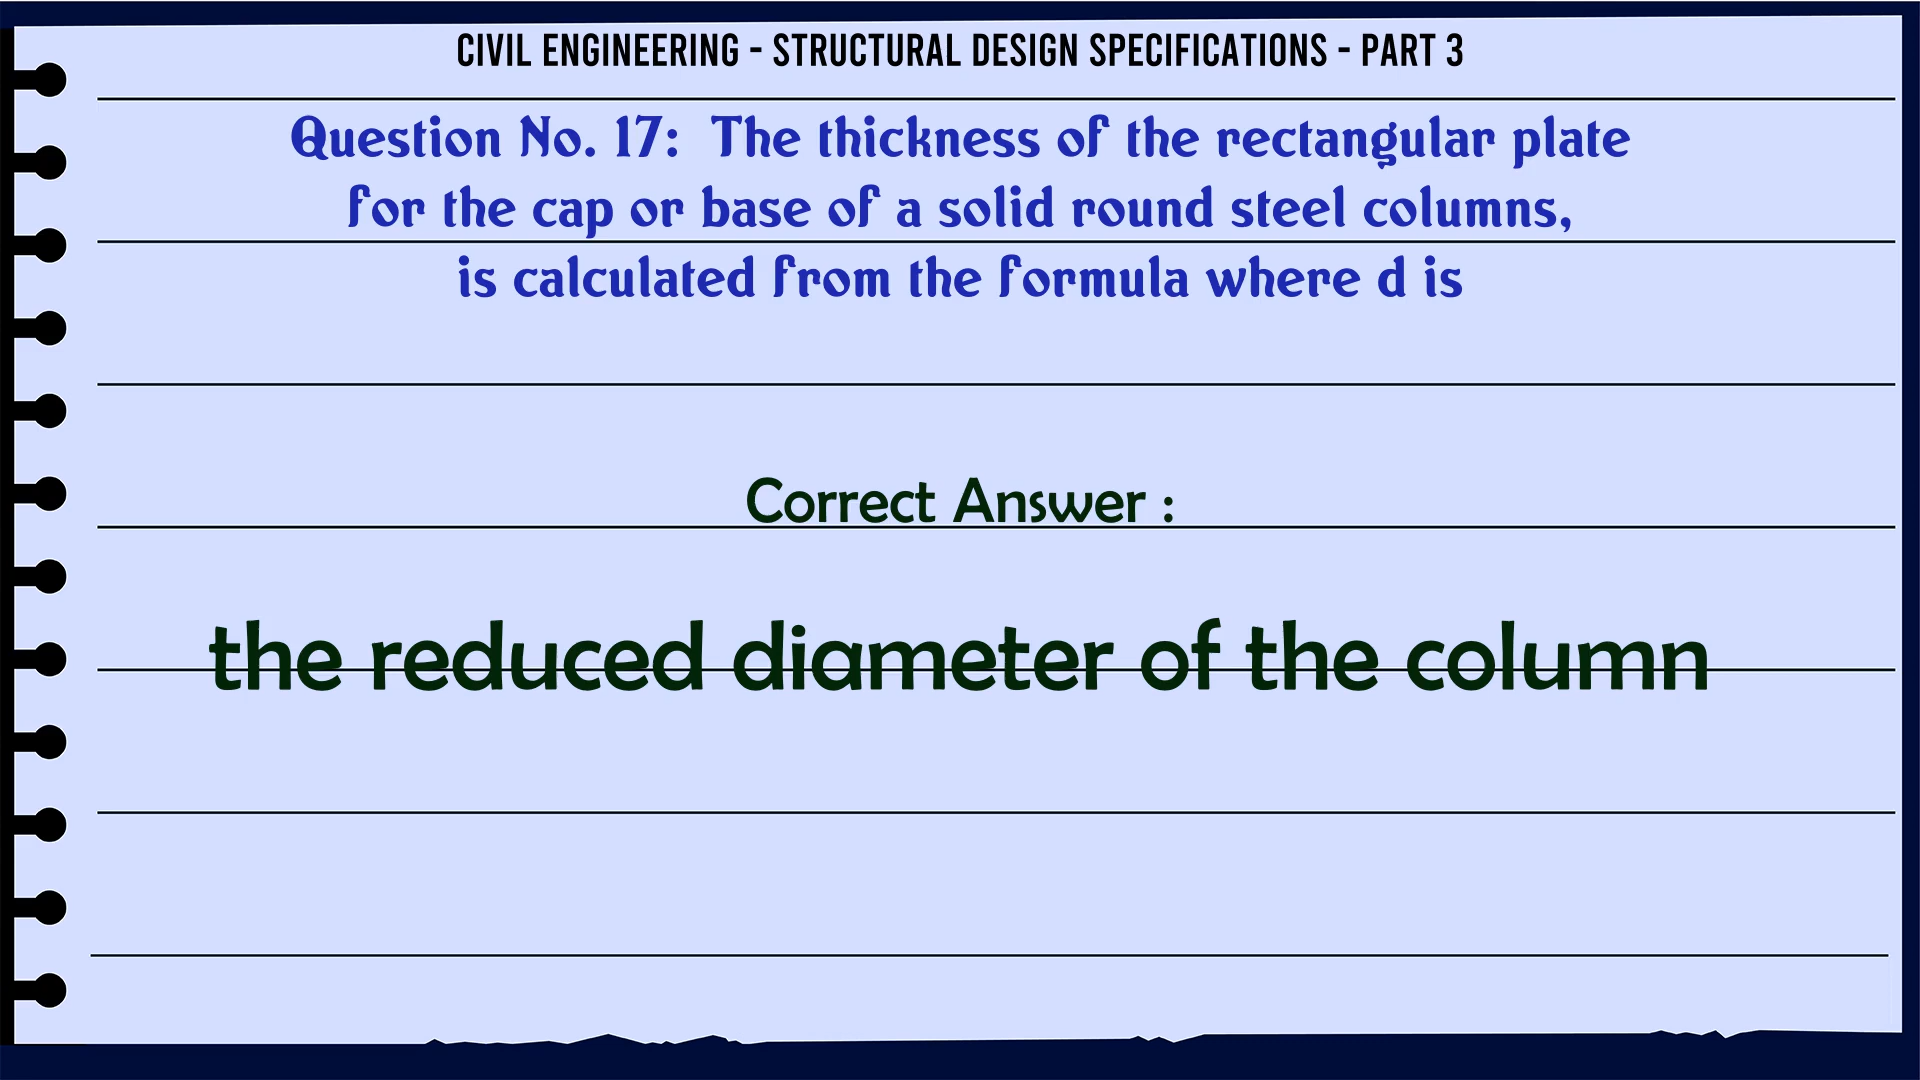 CIVIL ENGINEERING - STRUCTURAL DESIGN SPECIFICATIONS - PART 3
Question No. 17: The thickness of the rectangular plate
for the cap or base of a solid round steel columns,
is calculated from the formula where d is
Correct Answer :
the reduced diameter of the column